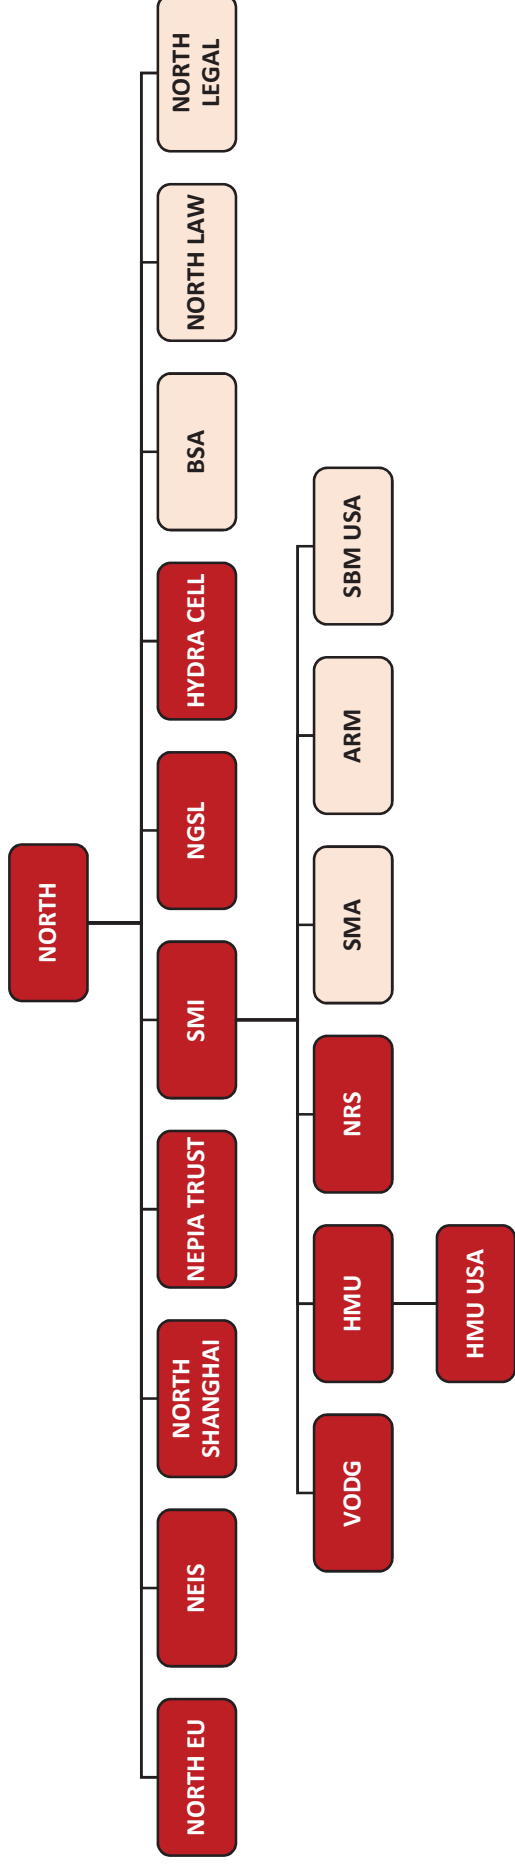 NORTH
NORTH EU
NEIS
NORTH
SHANGHAI
NEPIA TRUST
SMI
NGSL
HYDRA CELL
BSA
NORTH LAW
NORTH
LEGAL
VODG
HMU
NRS
SMA
ARM
SBM USA
HMU USA